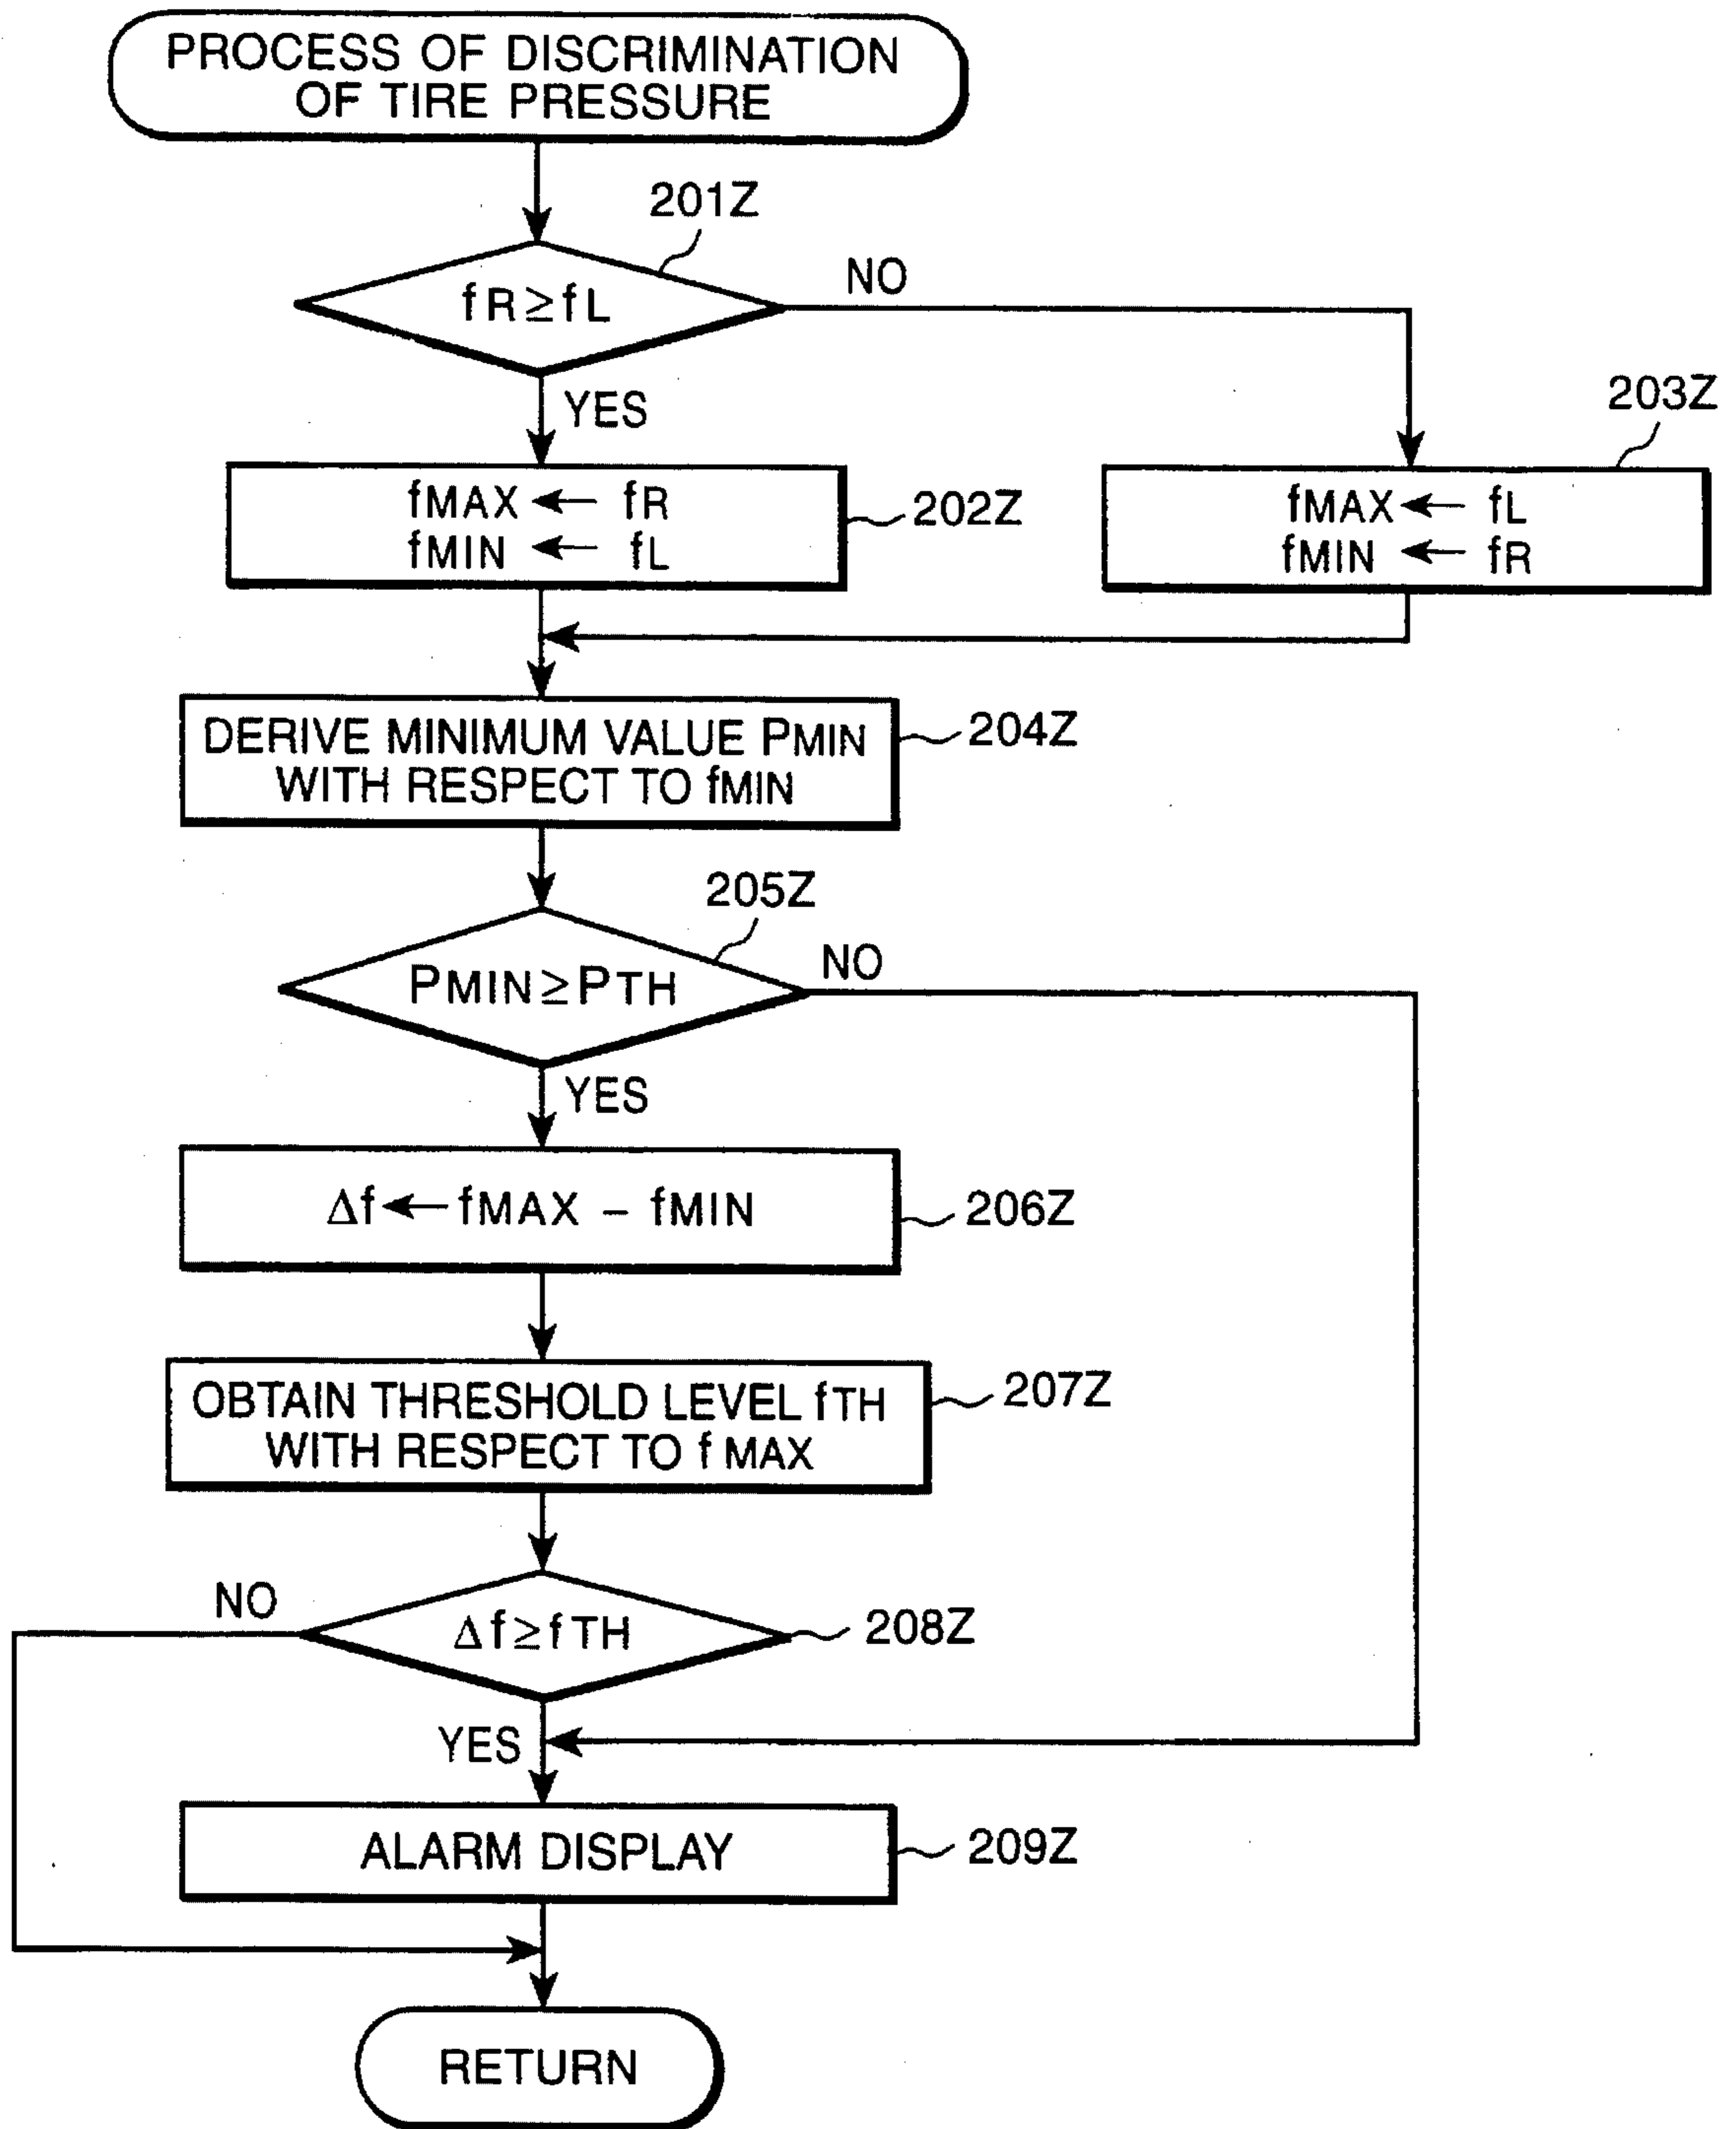 PROCESS OF DISCRIMINATION
OF TIRE PRESSURE
201Z
fR≥fL
NO
YES
203Z
fMAX ← fR
fMIN ← fL
202Z
fMAX ← fL
fMIN ← fR
DERIVE MINIMUM VALUE PMIN
WITH RESPECT TO fMIN
204Z
205Z
PMIN≥PTH
NO
YES
Δf ← fMAX - fMIN
206Z
OBTAIN THRESHOLD LEVEL fTH
WITH RESPECT TO f MAX
207Z
NO
Δf≥fTH
208Z
YES
ALARM DISPLAY
209Z
RETURN